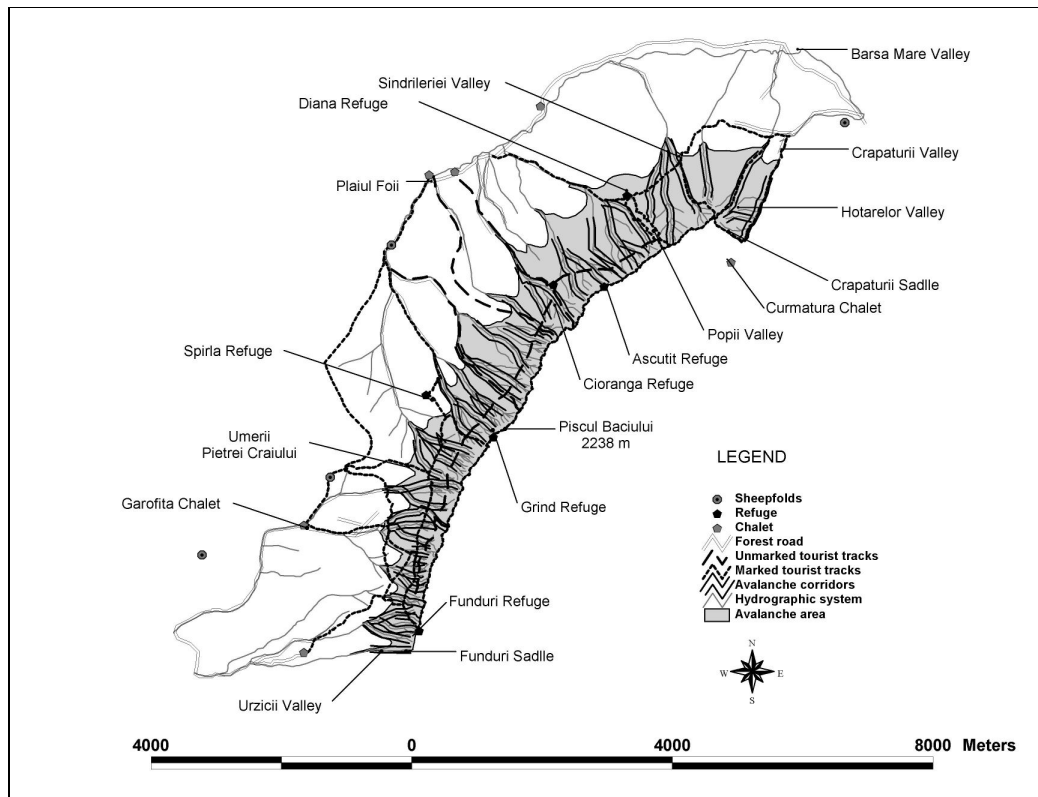 Barsa Mare Valley
Sindrileriei Valley
Diana Refuge
Crapaturii Valley
Plaiul Foii
Hotarelor Valley
Crapaturii Sadlle
Curmatura Chalet
Popii Valley
Spirla Refuge
Ascutit Refuge
Cioranga Refuge
Piscul Baciului
2238 m
Umerii
Pietrei Craiului
Grind Refuge
Garofita Chalet
LEGEND
Sheepfolds
Refuge
Chalet
Forest road
Unmarked tourist tracks
Marked tourist tracks
Avalanche corridors
Hydrographic system
Avalanche area
Funduri Refuge
Funduri Sadlle
Urzicii Valley
N
W E
S
4000 0 4000 8000 Meters